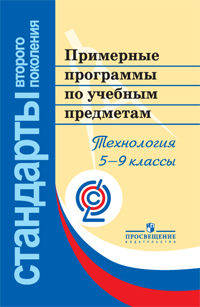 стандарты
второго
поколения
Примерные
программы
по учебным
предметам
Технология
5–9 классы
ПРОСВЕЩЕНИЕ
ИЗДАТЕЛЬСТВО